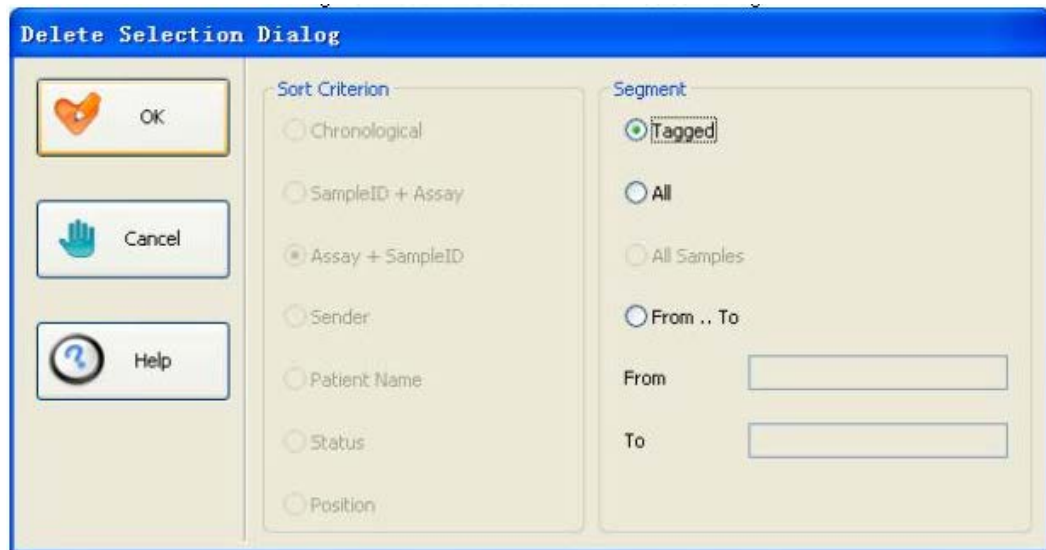 Delete Selection Dialog
OK
Cancel
Help
Sort Criterion
Chronological
SampleID + Assay
Assay + SampleID
Sender
Patient Name
Status
Position
Segment
Tagged
All
All Samples
From .. To
From
To